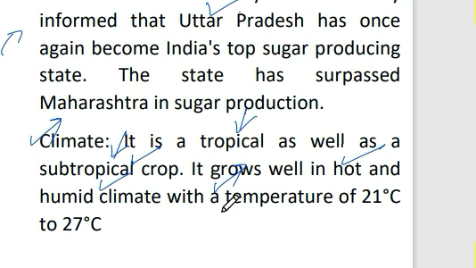 informed that Uttar Pradesh has once
again become India's top sugar producing
state. The state has surpassed
Maharashtra in sugar production.
Climate: It is a tropical as well as a
subtropical crop. It grows well in hot and
humid climate with a temperature of 21°C
to 27°C